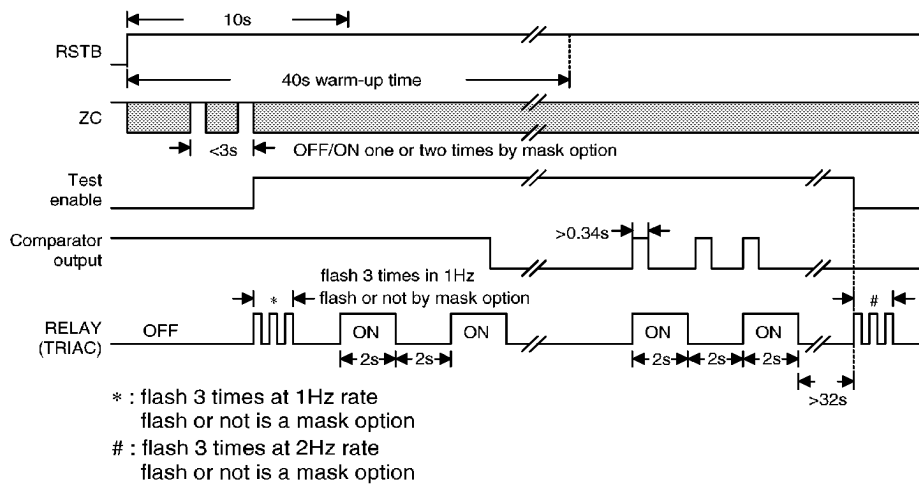 10s
RSTB
40s warm-up time
ZC
<3s
OFF/ON one or two times by mask option
Test
enable
Comparator
output
>0.34s
flash 3 times in 1Hz
flash or not by mask option
*
#
RELAY
(TRIAC)
OFF
ON
ON
ON
ON
2s
2s
2s
2s
2s
>32s
* : flash 3 times at 1Hz rate
flash or not is a mask option
# : flash 3 times at 2Hz rate
flash or not is a mask option